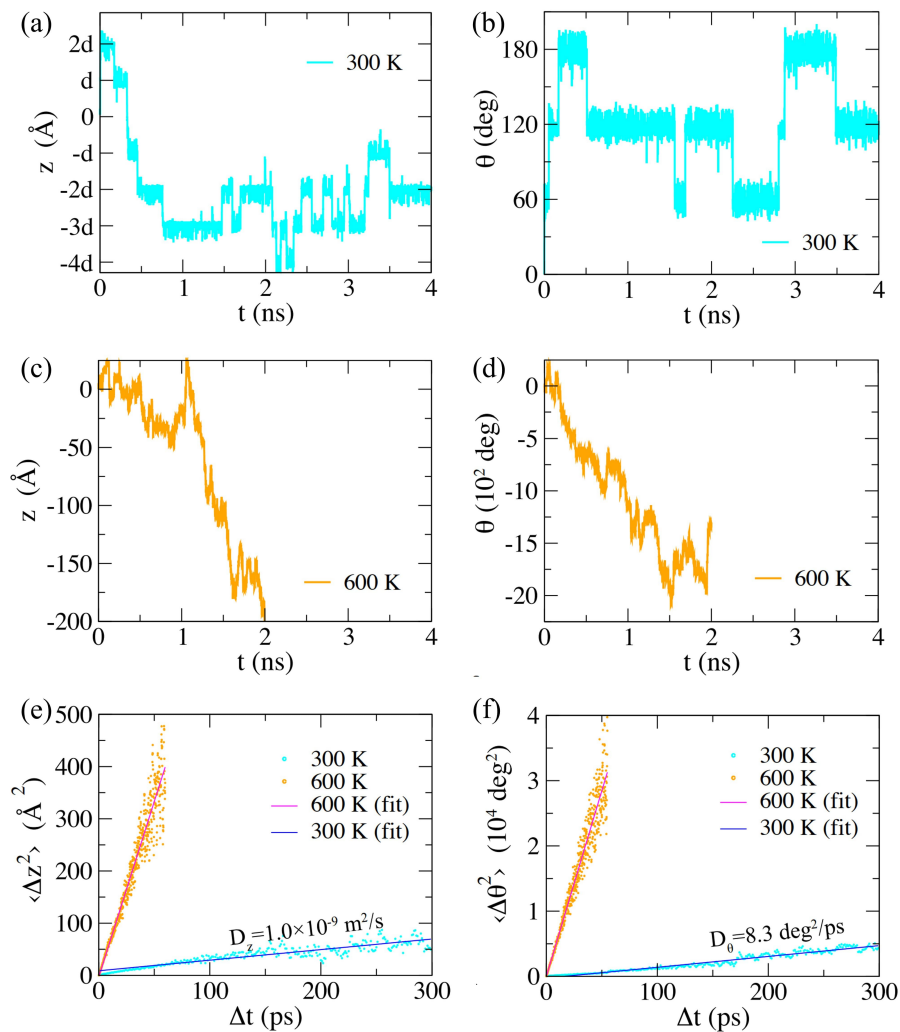 (a)
2d
d
0
-d
-2d
-3d
-4d
z (Å)
300 K
0 1 2 3 4
t (ns)
(b)
180
120
60
0
θ (deg)
300 K
0 1 2 3 4
t (ns)
(c)
0
-50
-100
-150
-200
z (Å)
600 K
0 1 2 3 4
t (ns)
(d)
0
-5
-10
-15
-20
θ (10² deg)
600 K
0 1 2 3 4
t (ns)
(e)
500
400
300
200
100
0
‹Δz²› (Å²)
300 K
600 K
600 K (fit)
300 K (fit)
D_z=1.0×10⁻⁹ m²/s
0 100 200 300
Δt (ps)
(f)
4
3
2
1
0
‹Δθ²› (10⁴ deg²)
300 K
600 K
600 K (fit)
300 K (fit)
D_θ=8.3 deg²/ps
0 100 200 300
Δt (ps)